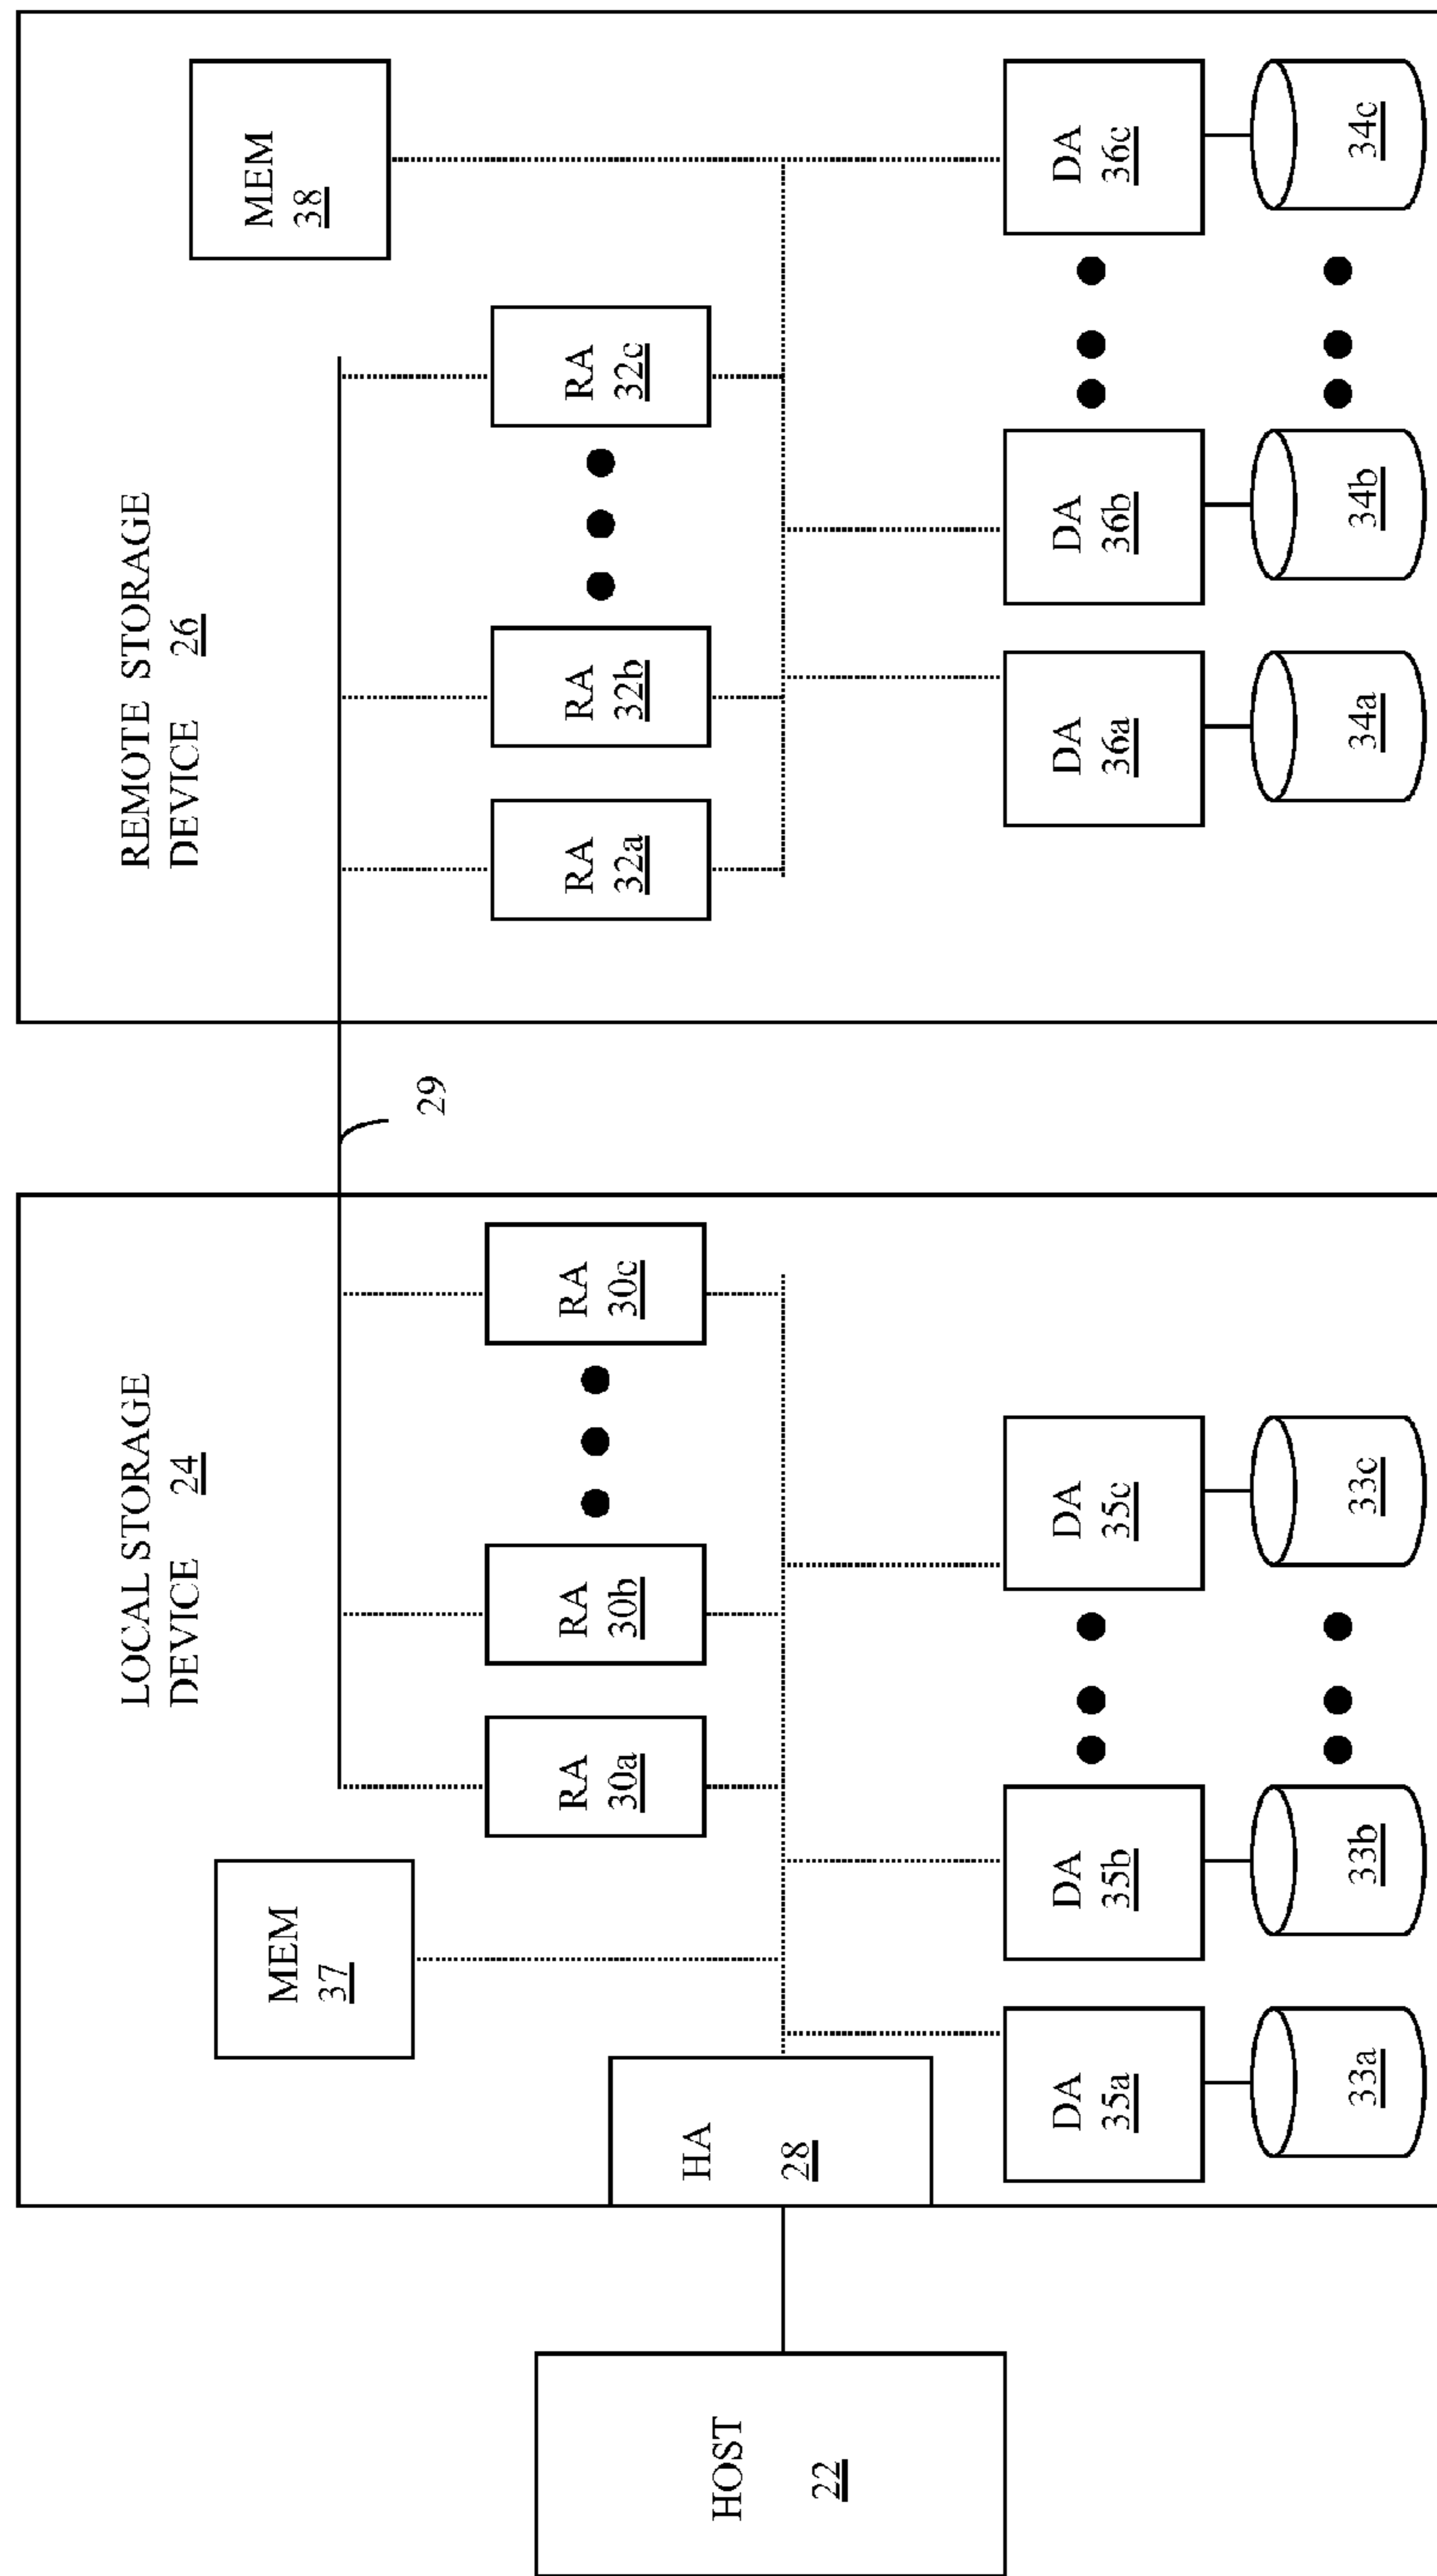 LOCAL STORAGE
DEVICE 24
REMOTE STORAGE
DEVICE 26
MEM
37
MEM
38
29
RA
30a
RA
30b
RA
30c
RA
32a
RA
32b
RA
32c
HOST
22
HA
28
DA
35a
DA
35b
DA
35c
DA
36a
DA
36b
DA
36c
33a
33b
33c
34a
34b
34c